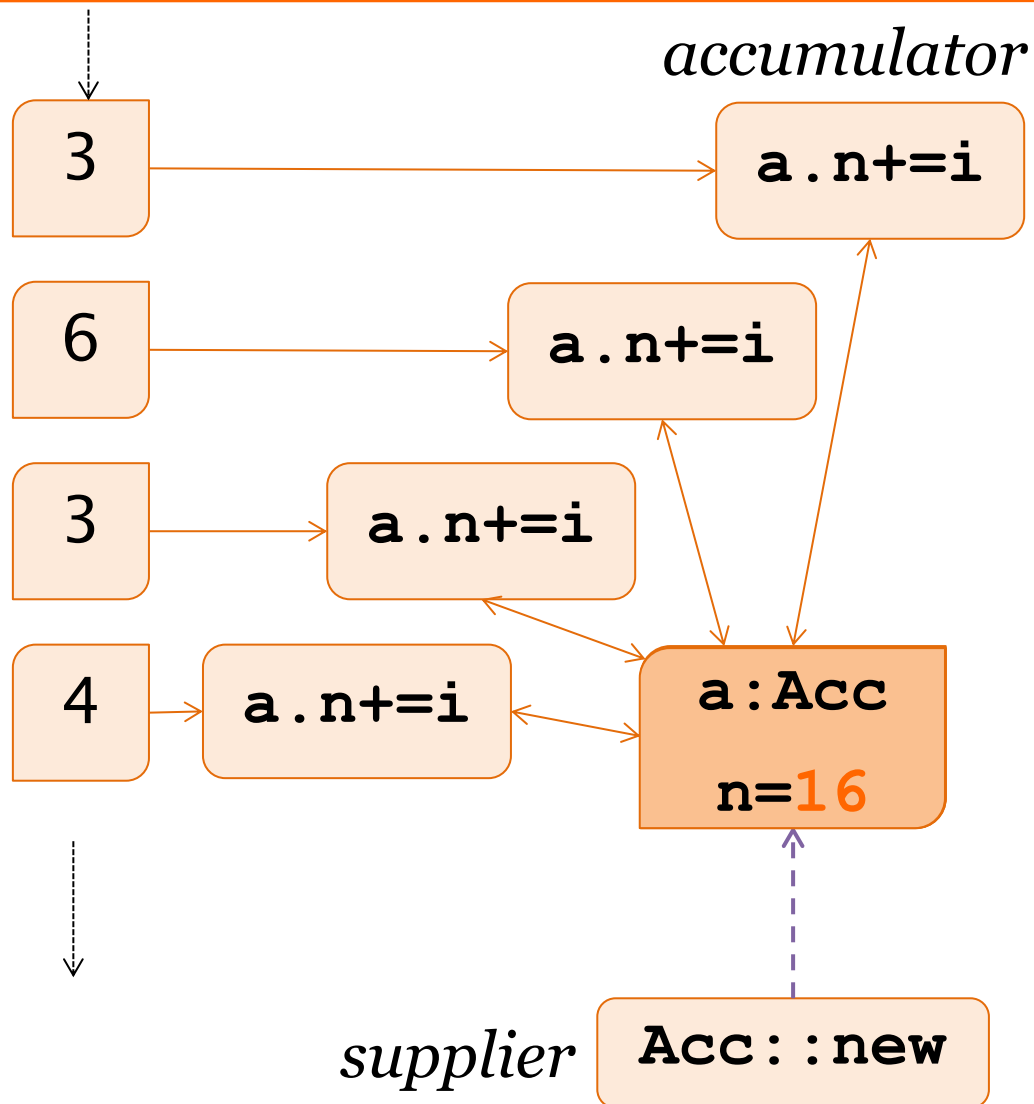 accumulator
3
a.n+=i
6
a.n+=i
3
a.n+=i
4
a.n+=i
a:Acc
n=16
supplier
Acc::new